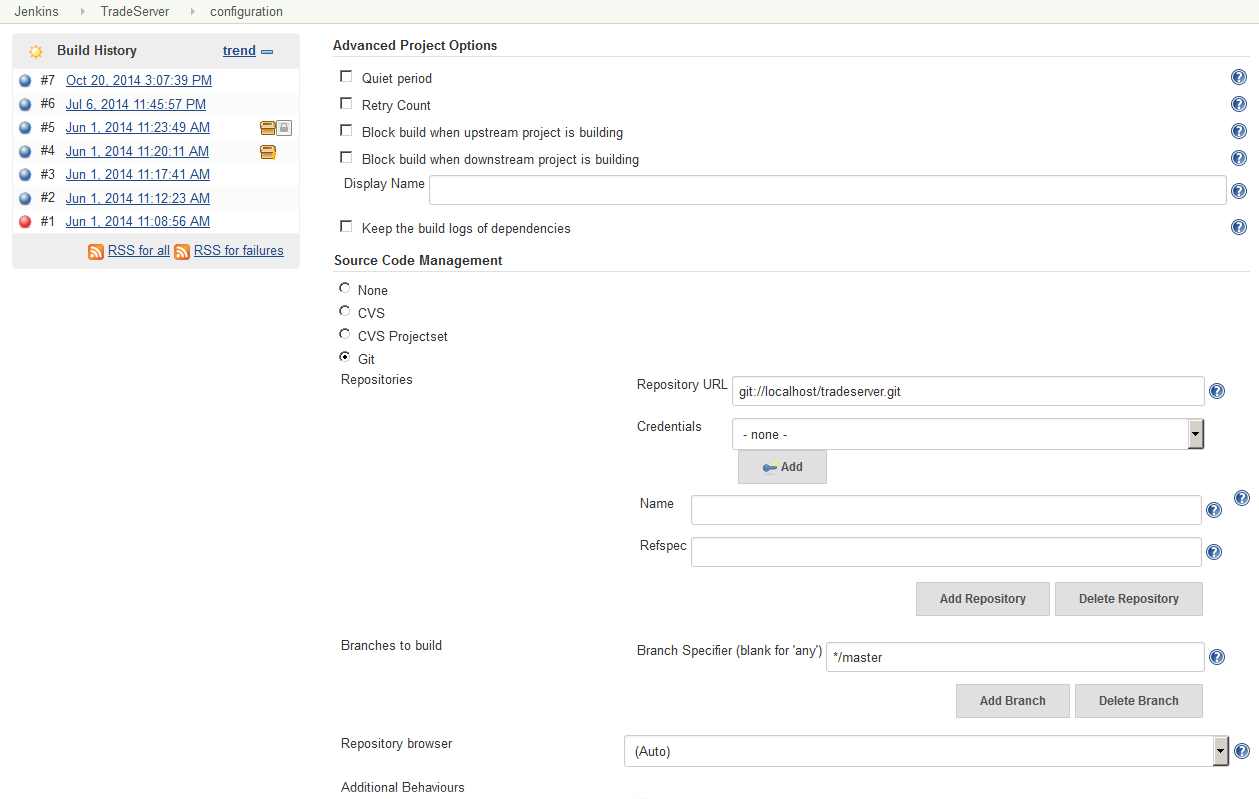 Jenkins TradeServer configuration
Build History trend
#7 Oct 20, 2014 3:07:39 PM
#6 Jul 6, 2014 11:45:57 PM
#5 Jun 1, 2014 11:23:49 AM
#4 Jun 1, 2014 11:20:11 AM
#3 Jun 1, 2014 11:17:41 AM
#2 Jun 1, 2014 11:12:23 AM
#1 Jun 1, 2014 11:08:56 AM
RSS for all RSS for failures
Advanced Project Options
Quiet period
Retry Count
Block build when upstream project is building
Block build when downstream project is building
Display Name
Keep the build logs of dependencies
Source Code Management
None
CVS
CVS Projectset
Git
Repositories
Repository URL git://localhost/tradeserver.git
Credentials - none -
Add
Name
Refspec
Add Repository Delete Repository
Branches to build
Branch Specifier (blank for 'any') */master
Add Branch Delete Branch
Repository browser (Auto)
Additional Behaviours